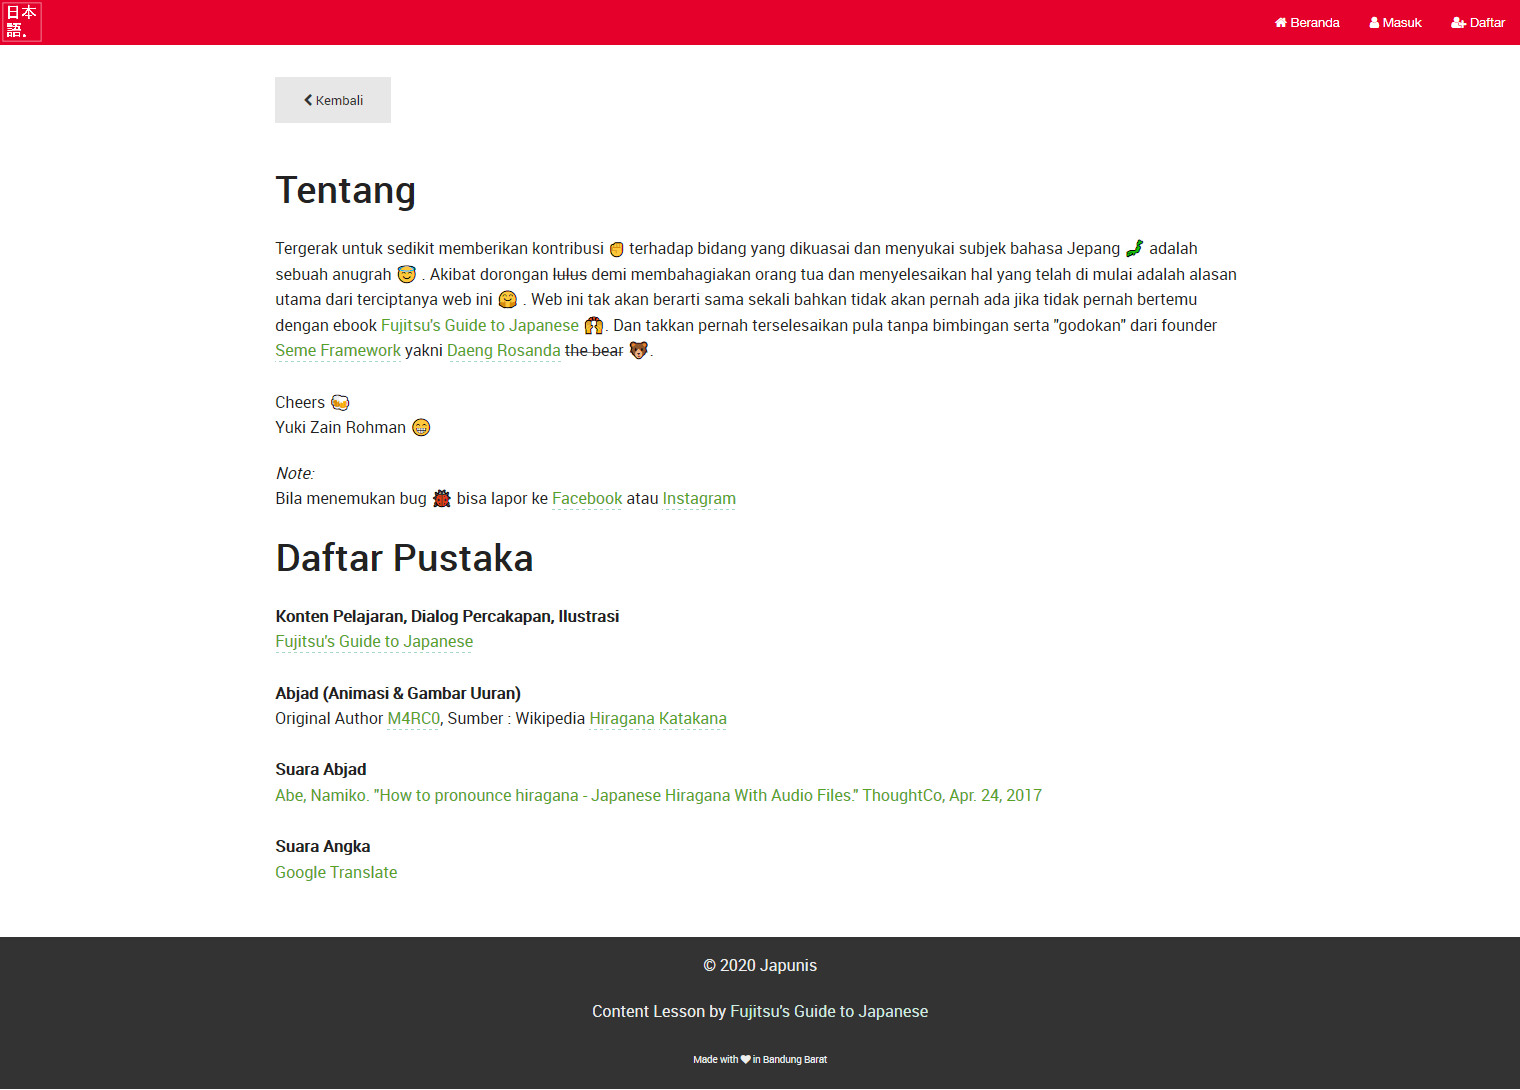 日本
語.
Beranda Masuk Daftar
Kembali
Tentang
Tergerak untuk sedikit memberikan kontribusi ✊ terhadap bidang yang dikuasai dan menyukai subjek bahasa Jepang 🗾 adalah
sebuah anugrah 😇 . Akibat dorongan lulus demi membahagiakan orang tua dan menyelesaikan hal yang telah di mulai adalah alasan
utama dari terciptanya web ini 🤗 . Web ini tak akan berarti sama sekali bahkan tidak akan pernah ada jika tidak pernah bertemu
dengan ebook Fujitsu's Guide to Japanese 🙌. Dan takkan pernah terselesaikan pula tanpa bimbingan serta "godokan" dari founder
Seme Framework yakni Daeng Rosanda the bear 🐻.
Cheers 🍻
Yuki Zain Rohman 😁
Note:
Bila menemukan bug 🐞 bisa lapor ke Facebook atau Instagram
Daftar Pustaka
Konten Pelajaran, Dialog Percakapan, Ilustrasi
Fujitsu's Guide to Japanese
Abjad (Animasi & Gambar Uuran)
Original Author M4RC0, Sumber : Wikipedia Hiragana Katakana
Suara Abjad
Abe, Namiko. "How to pronounce hiragana - Japanese Hiragana With Audio Files." ThoughtCo, Apr. 24, 2017
Suara Angka
Google Translate
© 2020 Japunis
Content Lesson by Fujitsu's Guide to Japanese
Made with ❤ in Bandung Barat